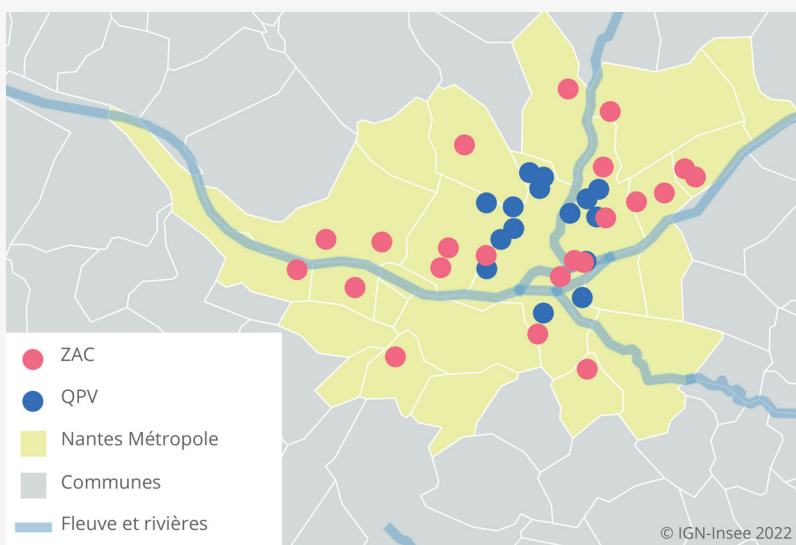 ZAC
QPV
Nantes Métropole
Communes
Fleuve et rivières
© IGN-Insee 2022